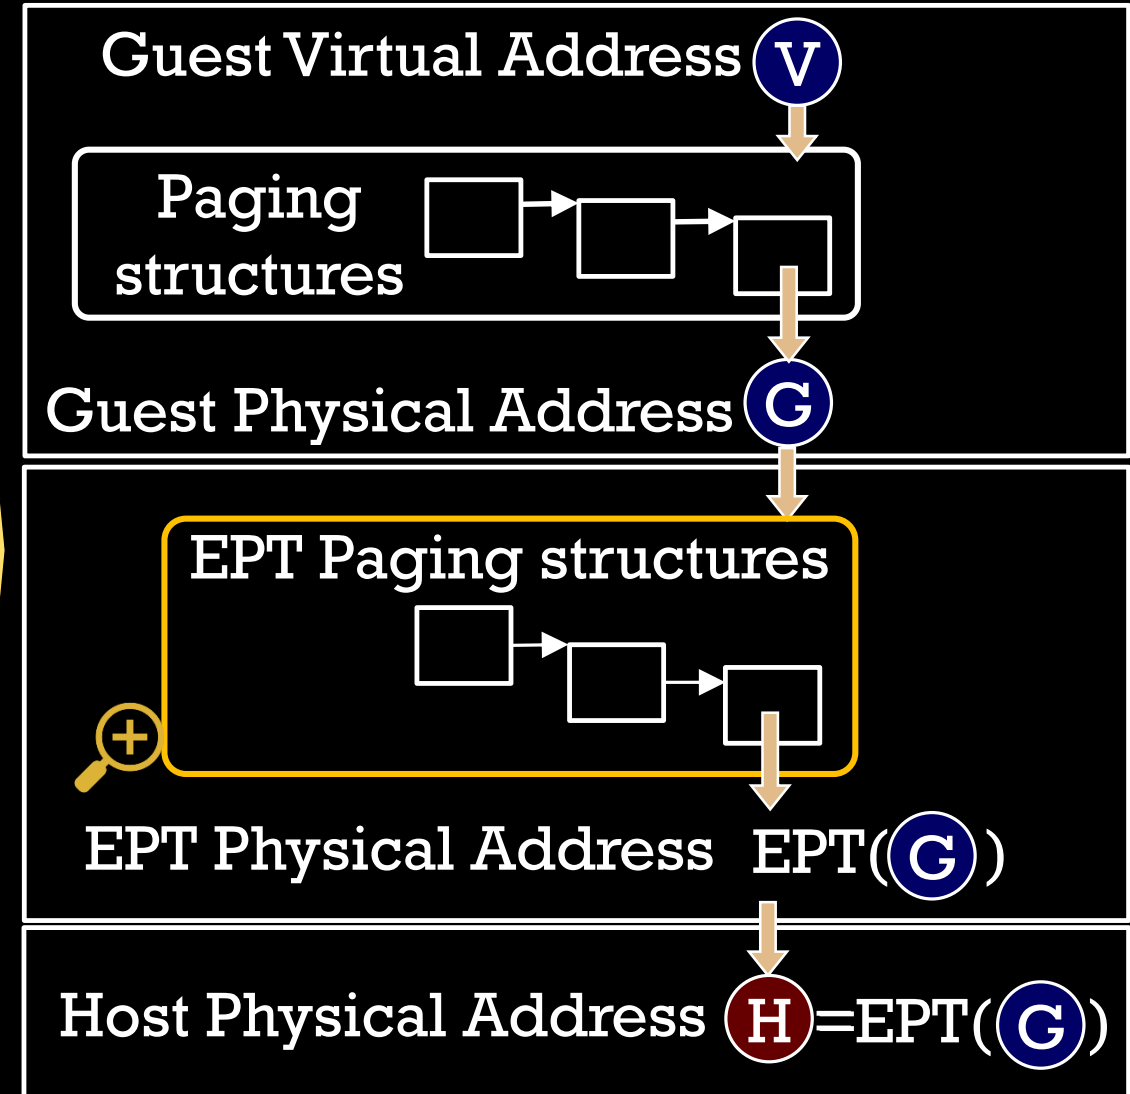 Guest Virtual Address V
Paging
structures
Guest Physical Address G
EPT Paging structures
EPT Physical Address EPT(G)
Host Physical Address H=EPT(G)